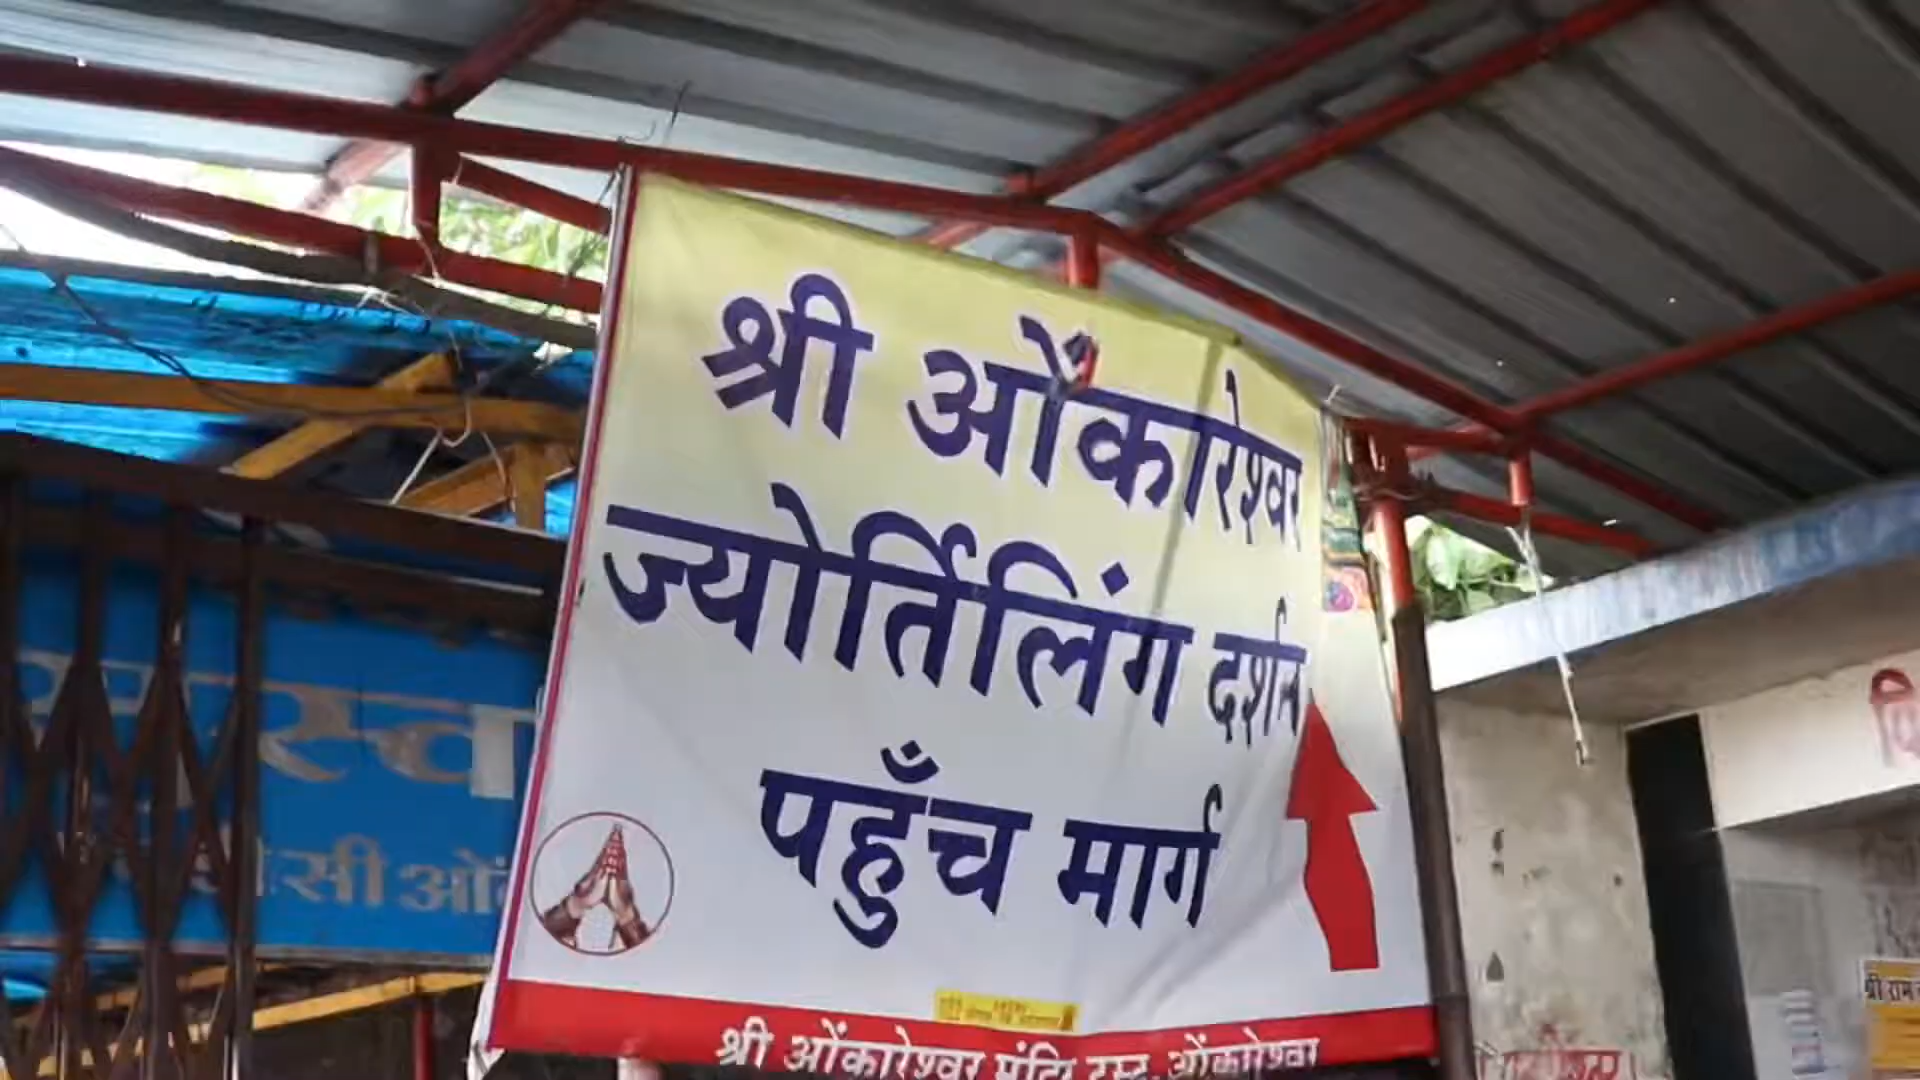 श्री ओंकारेश्वर
ज्योर्तिलिंग दर्शन
पहुँच मार्ग
श्री ओंकारेश्वर मंदिर ट्रस्ट, ओंकारेश्वर
सी ओं
श्री राम